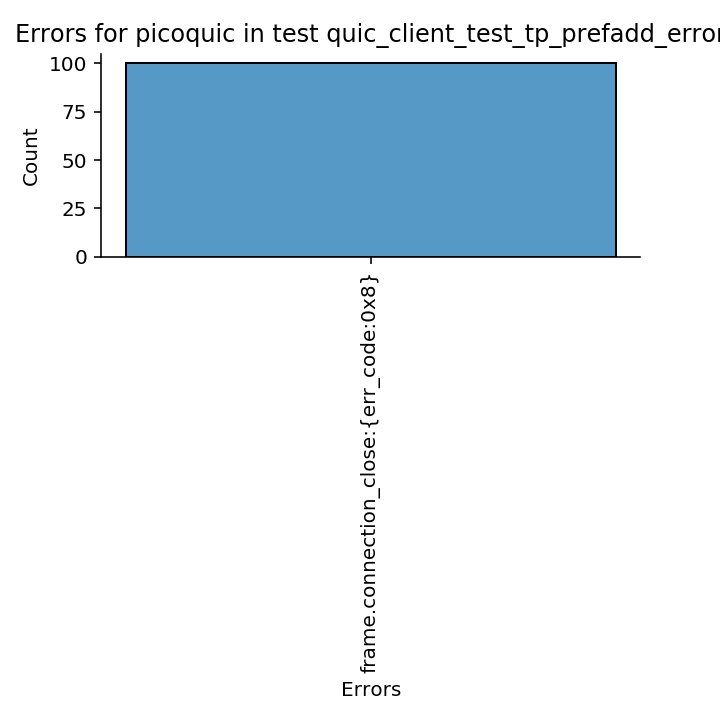 Errors for picoquic in test quic_client_test_tp_prefadd_error
100
75
50
25
0
Count
frame.connection_close:{err_code:0x8}
Errors